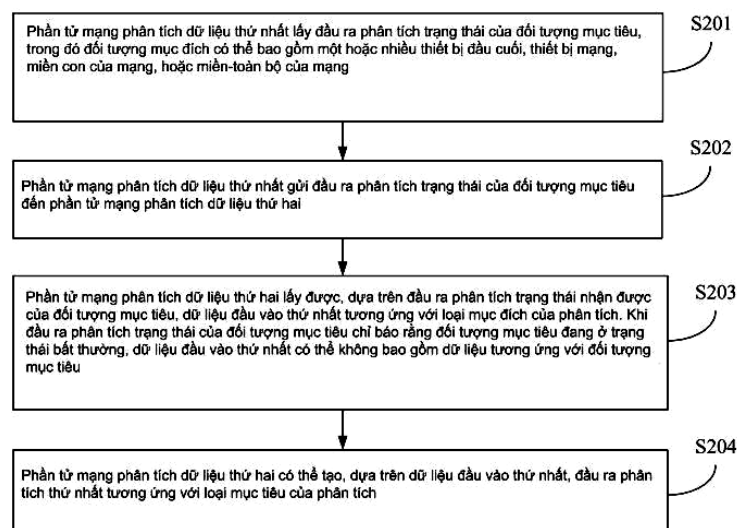 Phần tử mạng phân tích dữ liệu thứ nhất lấy đầu ra phân tích trạng thái của đối tượng mục tiêu,
trong đó đối tượng mục đích có thể bao gồm một hoặc nhiều thiết bị đầu cuối, thiết bị mạng,
miền con của mạng, hoặc miền-toàn bộ của mạng
S201
Phần tử mạng phân tích dữ liệu thứ nhất gửi đầu ra phân tích trạng thái của đối tượng mục tiêu
đến phần tử mạng phân tích dữ liệu thứ hai
S202
Phần tử mạng phân tích dữ liệu thứ hai lấy được, dựa trên đầu ra phân tích trạng thái nhận được
của đối tượng mục tiêu, dữ liệu đầu vào thứ nhất tương ứng với loại mục đích của phân tích. Khi
đầu ra phân tích trạng thái của đối tượng mục tiêu chỉ báo rằng đối tượng mục tiêu đang ở trạng
thái bất thường, dữ liệu đầu vào thứ nhất có thể không bao gồm dữ liệu tương ứng với đối tượng
mục tiêu
S203
Phần tử mạng phân tích dữ liệu thứ hai có thể tạo, dựa trên dữ liệu đầu vào thứ nhất, đầu ra phân
tích thứ nhất tương ứng với loại mục tiêu của phân tích
S204